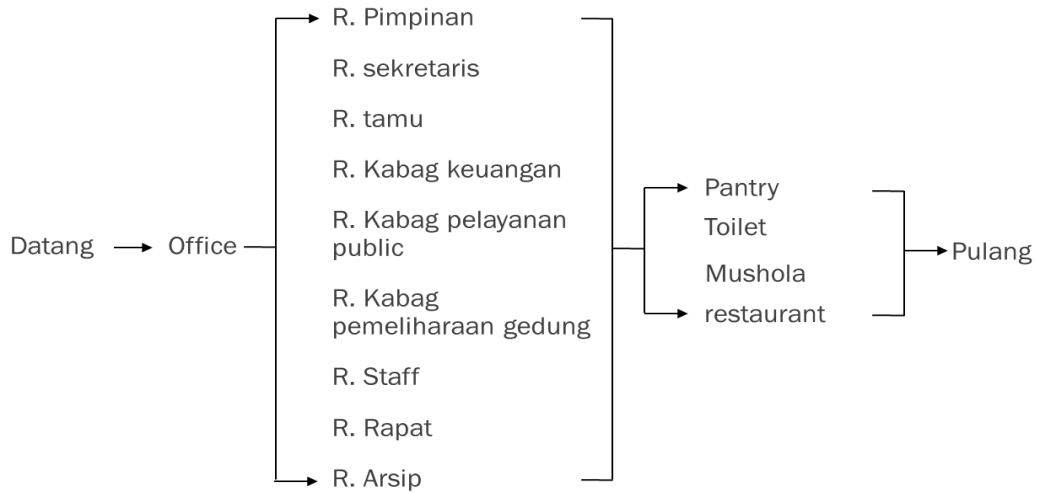 Datang
Office
R. Pimpinan
R. sekretaris
R. tamu
R. Kabag keuangan
R. Kabag pelayanan
public
R. Kabag
pemeliharaan gedung
R. Staff
R. Rapat
R. Arsip
Pantry
Toilet
Mushola
restaurant
Pulang